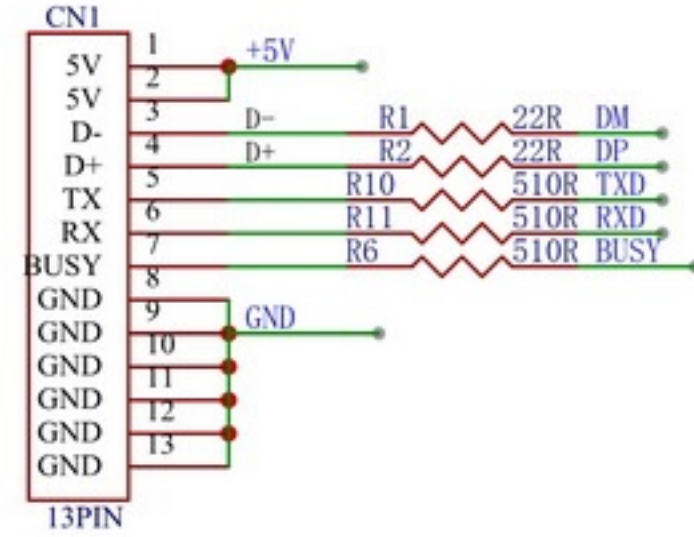 CN1
1
5V +5V
2
5V
3
D- D- R1 22R DM
4
D+ D+ R2 22R DP
5
TX R10 510R TXD
6
RX R11 510R RXD
7
BUSY R6 510R BUSY
8
GND
9
GND GND
10
GND
11
GND
12
GND
13
GND
13PIN